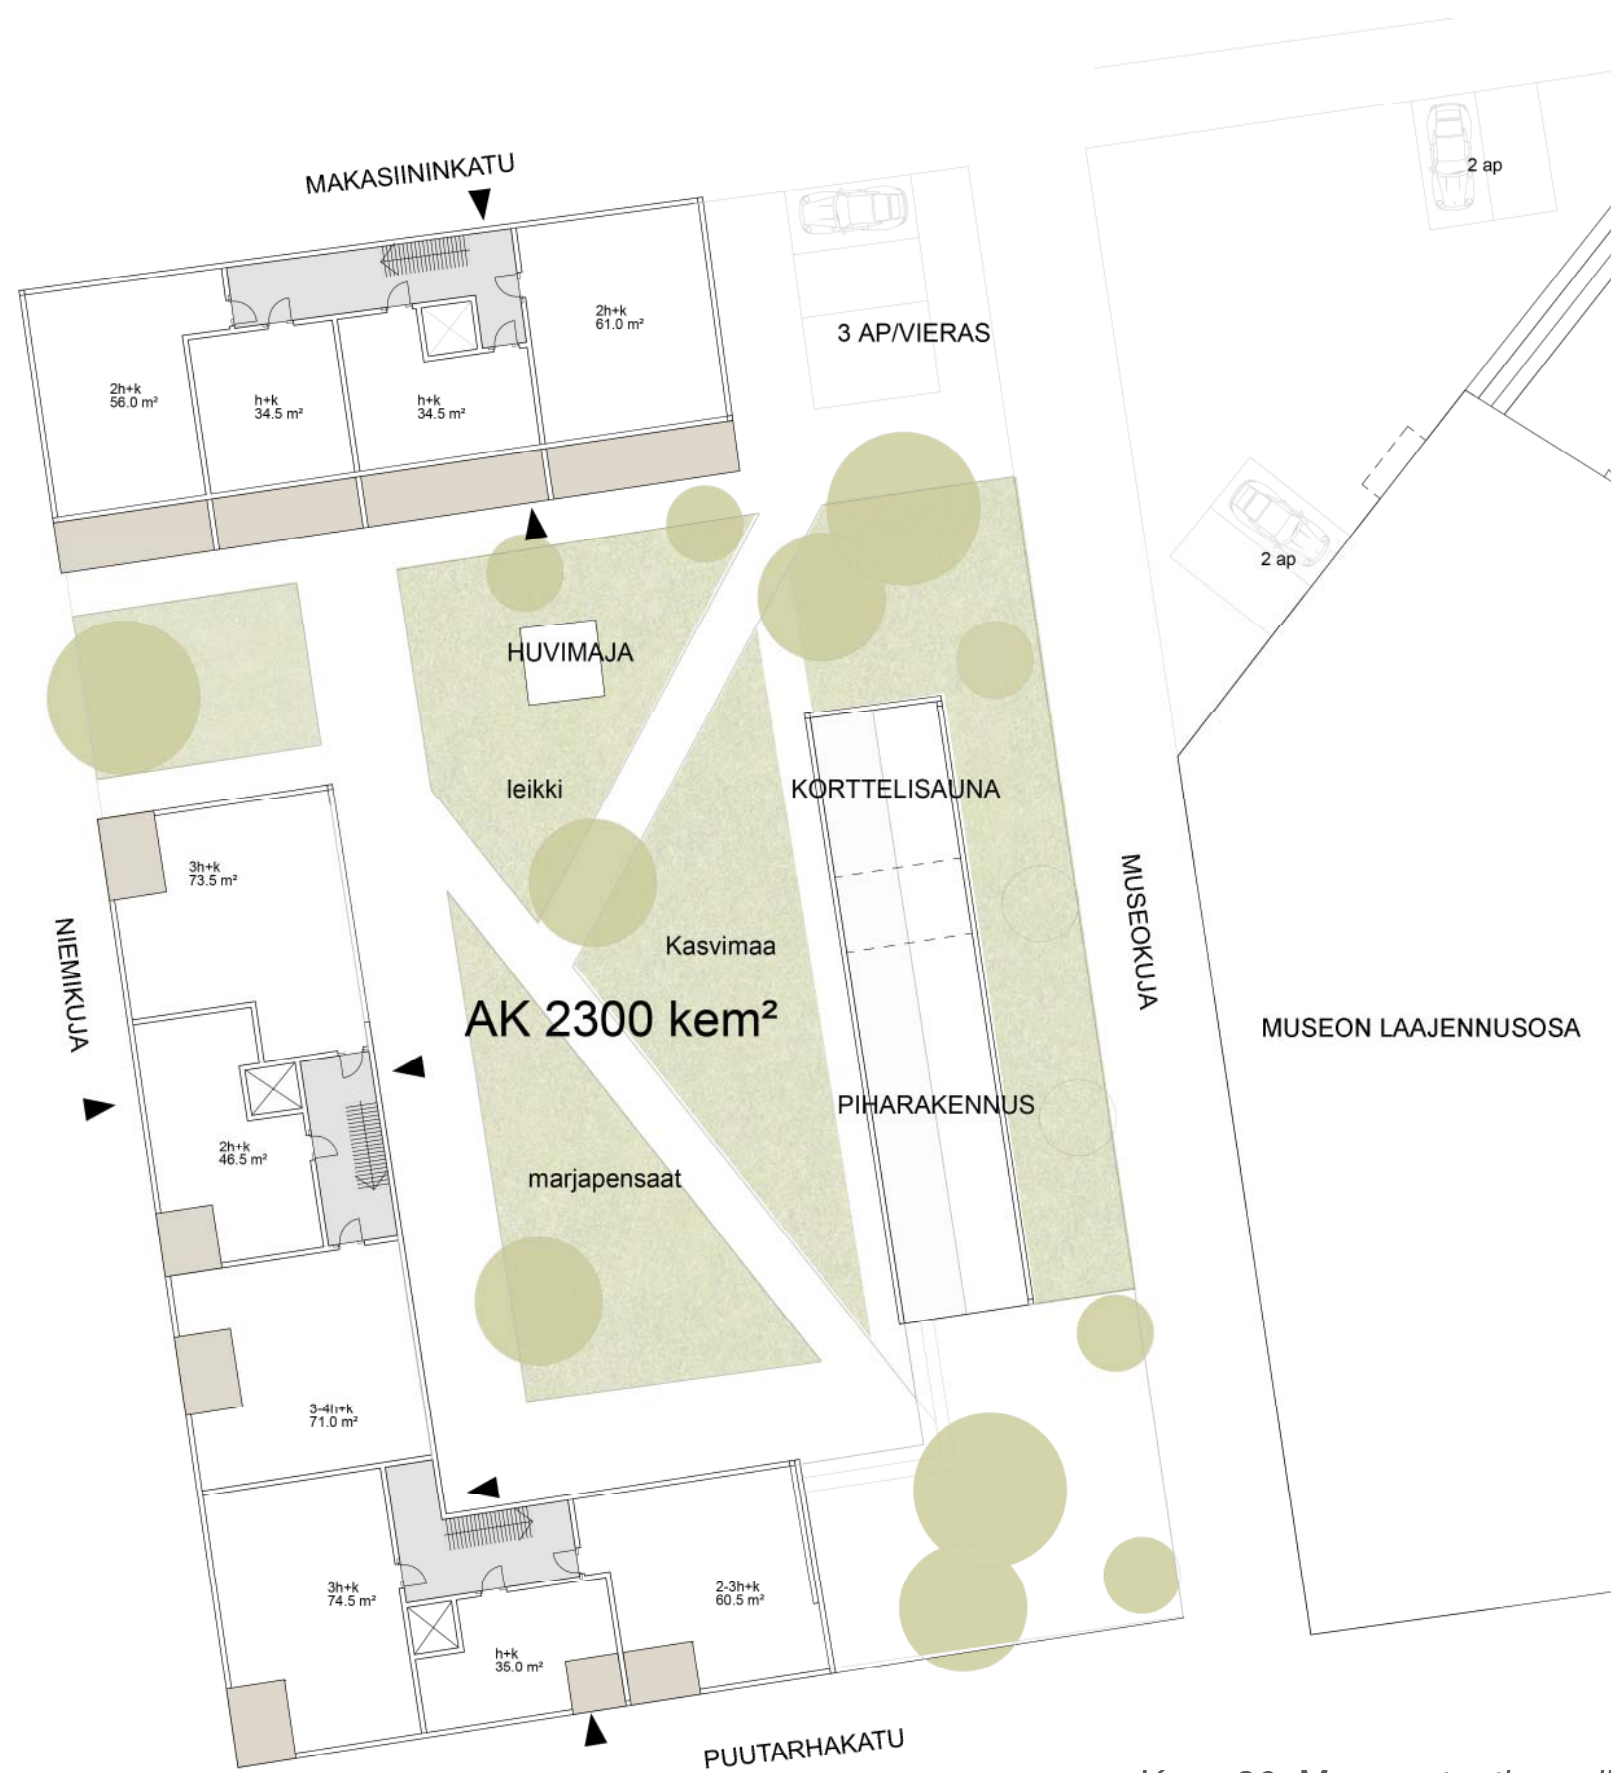 MAKASIININKATU
2 ap
2h+k
61.0 m²
3 AP/VIERAS
2h+k
56.0 m²
h+k
34.5 m²
h+k
34.5 m²
2 ap
HUVIMAJA
leikki
KORTTELISAUNA
3h+k
73.5 m²
NIEMIKUJA
MUSEOKUJA
Kasvimaa
AK 2300 kem²
MUSEON LAAJENNUSOSA
PIHARAKENNUS
2h+k
46.5 m²
marjapensaat
3-4h+k
71.0 m²
3h+k
74.5 m²
2-3h+k
60.5 m²
h+k
35.0 m²
PUUTARHAKATU